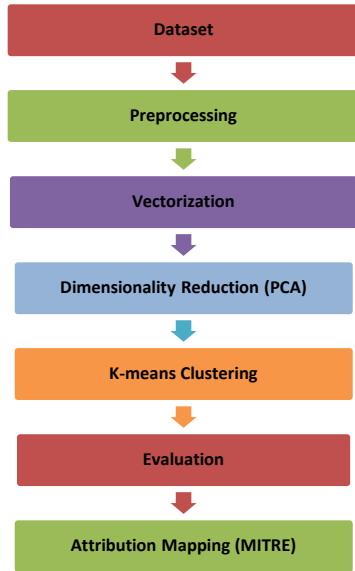 Dataset
Preprocessing
Vectorization
Dimensionality Reduction (PCA)
K-means Clustering
Evaluation
Attribution Mapping (MITRE)